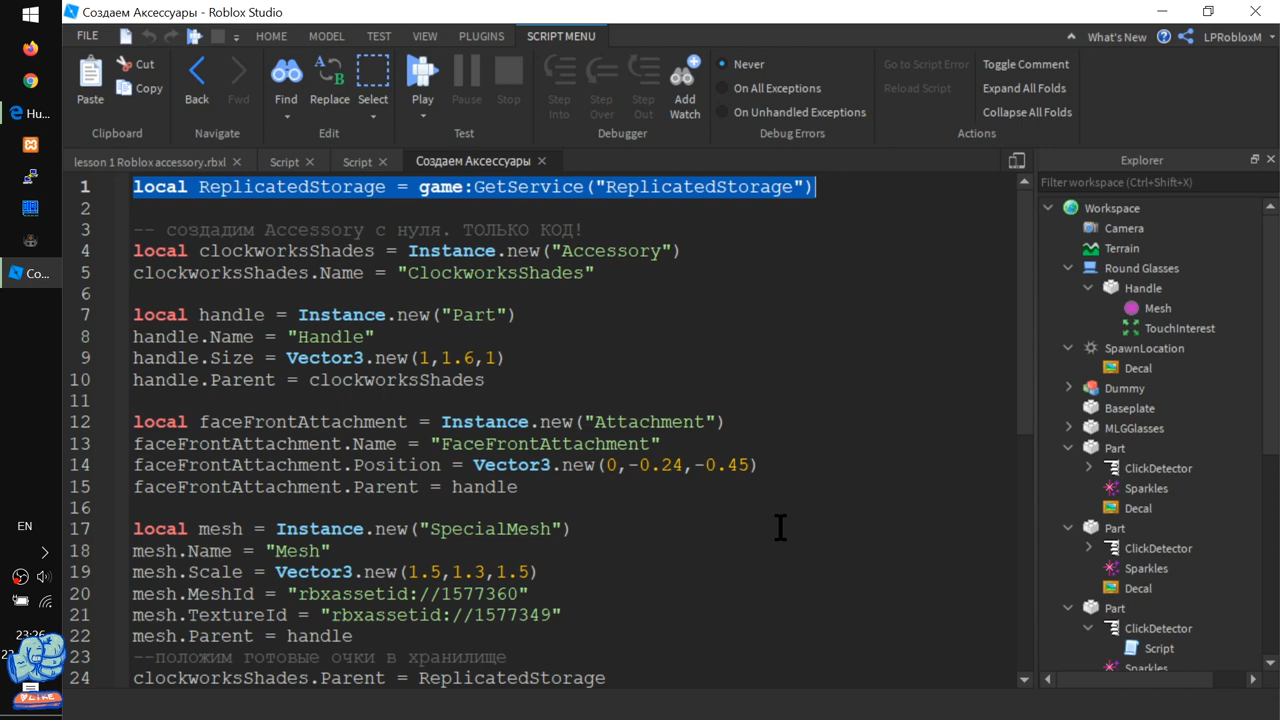 Создаем Аксессуары - Roblox Studio
FILE HOME MODEL TEST VIEW PLUGINS SCRIPT MENU What's New LPRobloxM
Paste Cut Copy Back Fwd Find Replace Select Play Pause Stop Step Into Step Over Step Out Add Watch
Never
On All Exceptions
On Unhandled Exceptions
Go to Script Error
Reload Script
Toggle Comment
Expand All Folds
Collapse All Folds
Clipboard Navigate Edit Test Debugger Debug Errors Actions
lesson 1 Roblox accessory.rbxl Script Script Создаем Аксессуары Explorer
Filter workspace (Ctrl+Shift+X)
1 local ReplicatedStorage = game:GetService("ReplicatedStorage")
2
3 -- создадим Accessory с нуля. ТОЛЬКО КОД!
4 local clockworksShades = Instance.new("Accessory")
5 clockworksShades.Name = "ClockworksShades"
6
7 local handle = Instance.new("Part")
8 handle.Name = "Handle"
9 handle.Size = Vector3.new(1,1.6,1)
10 handle.Parent = clockworksShades
11
12 local faceFrontAttachment = Instance.new("Attachment")
13 faceFrontAttachment.Name = "FaceFrontAttachment"
14 faceFrontAttachment.Position = Vector3.new(0,-0.24,-0.45)
15 faceFrontAttachment.Parent = handle
16
17 local mesh = Instance.new("SpecialMesh")
18 mesh.Name = "Mesh"
19 mesh.Scale = Vector3.new(1.5,1.3,1.5)
20 mesh.MeshId = "rbxassetid://1577360"
21 mesh.TextureId = "rbxassetid://1577349"
22 mesh.Parent = handle
23 --положим готовые очки в хранилище
24 clockworksShades.Parent = ReplicatedStorage
Workspace
Camera
Terrain
Round Glasses
Handle
Mesh
TouchInterest
SpawnLocation
Decal
Dummy
Baseplate
MLGGlasses
Part
ClickDetector
Sparkles
Decal
Part
ClickDetector
Sparkles
Decal
Part
ClickDetector
Script
Sparkles
Hu...
Co...
EN
23:26
LIKE